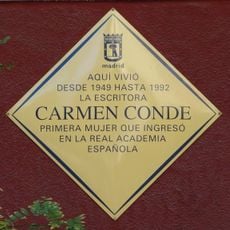 madrid
AQUI VIVIÓ
DESDE 1949 HASTA 1992
LA ESCRITORA
CARMEN CONDE
PRIMERA MUJER QUE INGRESÓ
EN LA REAL ACADEMIA
ESPAÑOLA